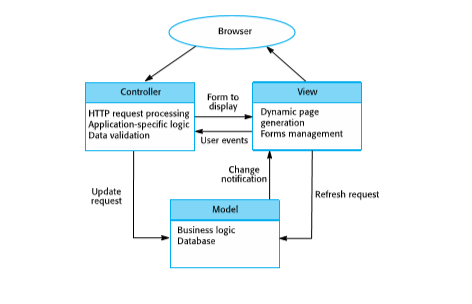 Browser
Controller
HTTP request processing
Application-specific logic
Data validation
Form to
display
User events
View
Dynamic page
generation
Forms management
Change
notification
Update
request
Refresh request
Model
Business logic
Database